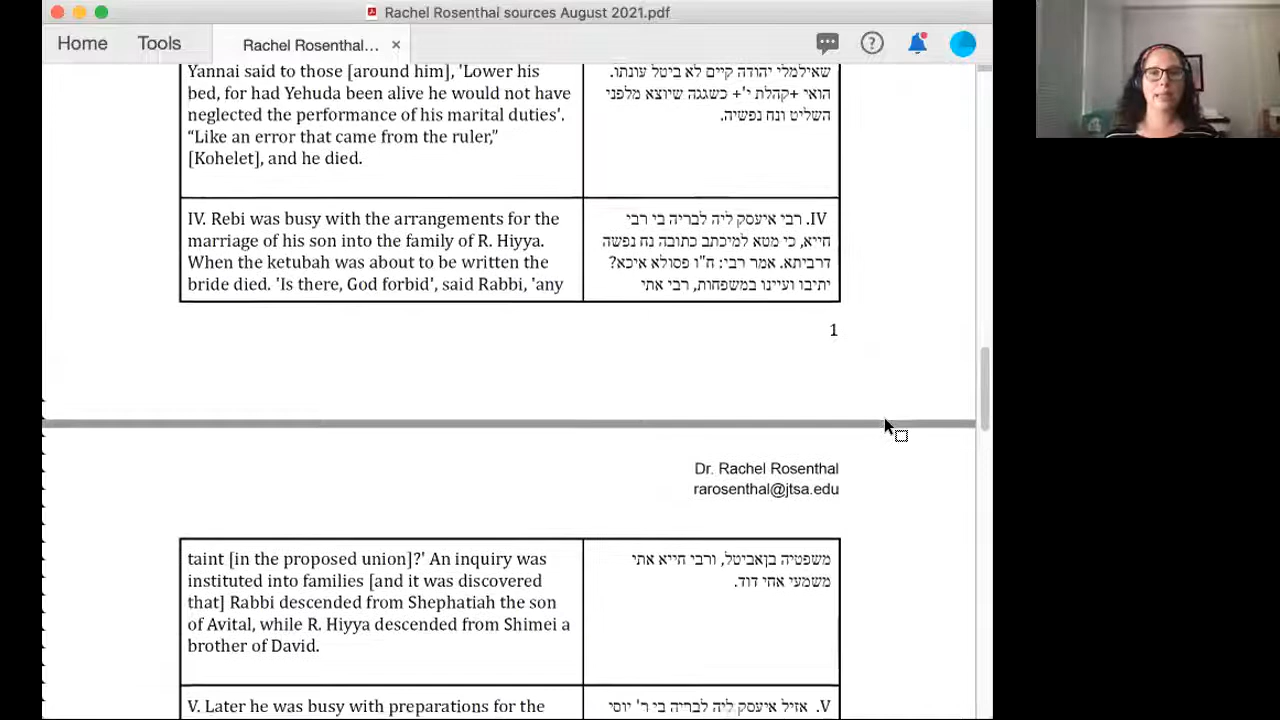 Rachel Rosenthal sources August 2021.pdf
Home
Tools
Rachel Rosenthal...
Yannai said to those [around him], 'Lower his
bed, for had Yehuda been alive he would not have
neglected the performance of his marital duties'.
“Like an error that came from the ruler,”
[Kohelet], and he died.
שאילמלי יהודה קיים לא ביטל עונתו.
הואי +קהלת י'+ כשגגה שיוצא מלפני
השליט ונח נפשיה.
IV. Rebi was busy with the arrangements for the
marriage of his son into the family of R. Hiyya.
When the ketubah was about to be written the
bride died. 'Is there, God forbid', said Rabbi, 'any
IV. רבי איעסק ליה לבריה בי רבי
חייא, כי מטא למיכתב כתובה נח נפשה
דרביתא. אמר רבי: ח"ו פסולא איכא?
יתיבו ועיינו במשפחות, רבי אתי
1
Dr. Rachel Rosenthal
rarosenthal@jtsa.edu
taint [in the proposed union]?' An inquiry was
instituted into families [and it was discovered
that] Rabbi descended from Shephatiah the son
of Avital, while R. Hiyya descended from Shimei a
brother of David.
משפטיה בןאביטל, ורבי חייא אתי
משמעי אחי דוד.
V. Later he was busy with preparations for the
V. אזיל איעסק ליה לבריה בי ר' יוסי